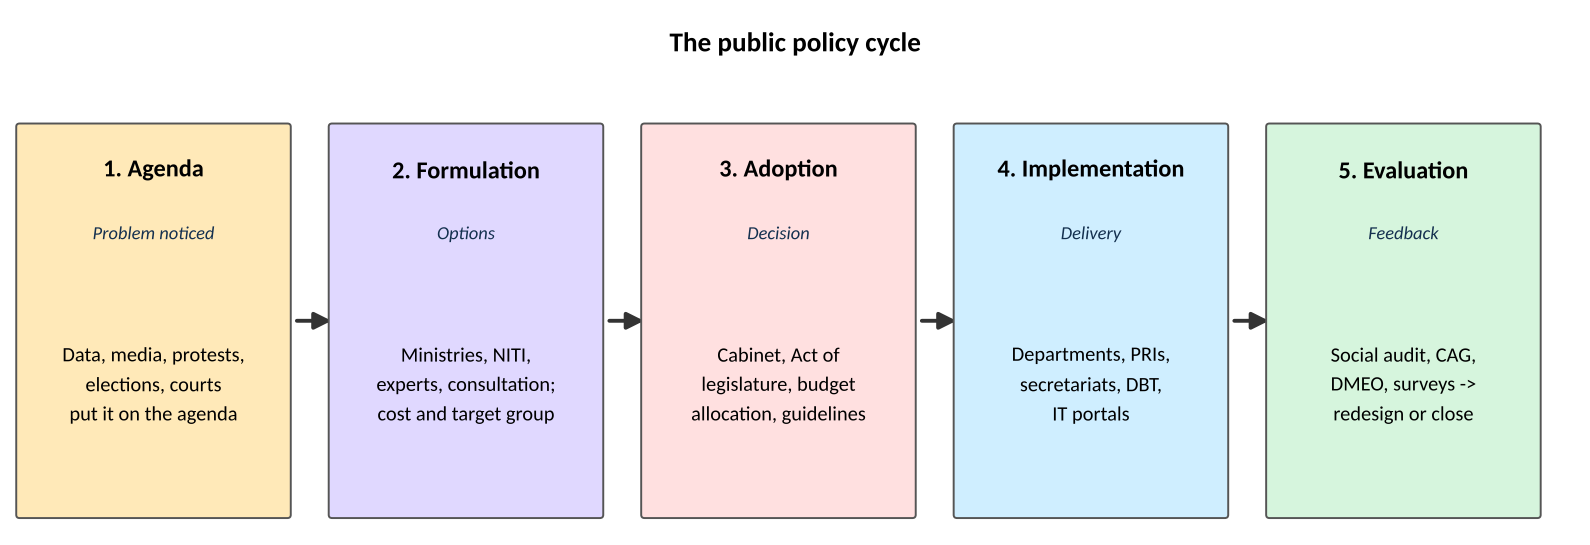 The public policy cycle
1. Agenda
Problem noticed
Data, media, protests,
elections, courts
put it on the agenda
2. Formulation
Options
Ministries, NITI,
experts, consultation;
cost and target group
3. Adoption
Decision
Cabinet, Act of
legislature, budget
allocation, guidelines
4. Implementation
Delivery
Departments, PRIs,
secretariats, DBT,
IT portals
5. Evaluation
Feedback
Social audit, CAG,
DMEO, surveys ->
redesign or close